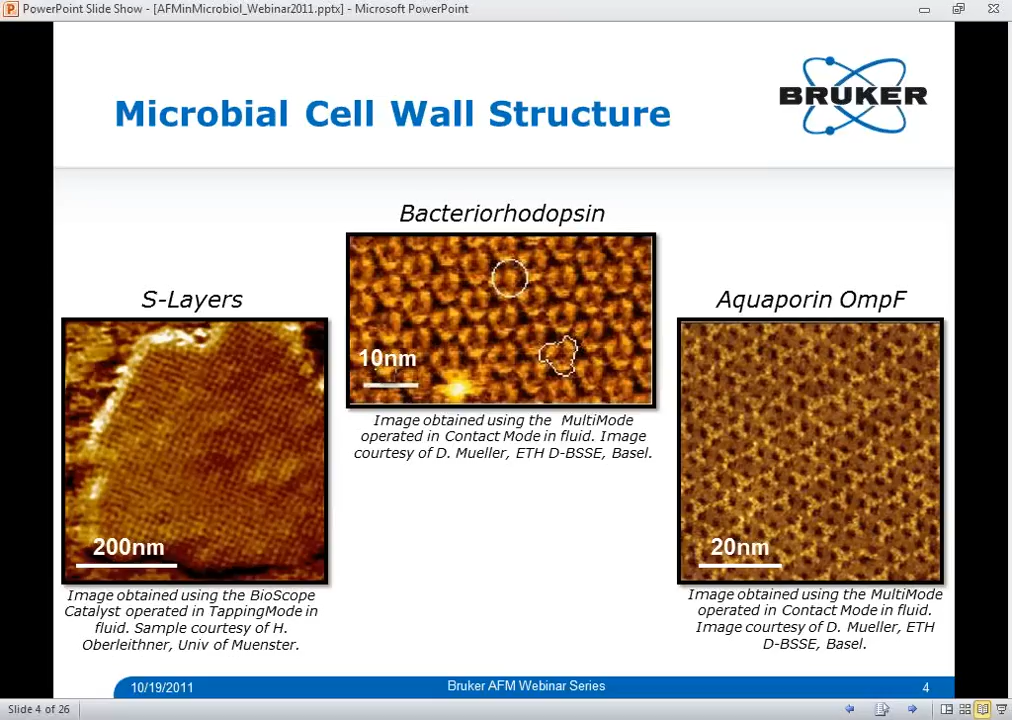 PowerPoint Slide Show - [AFMinMicrobiol_Webinar2011.pptx] - Microsoft PowerPoint
BRUKER
Microbial Cell Wall Structure
Bacteriorhodopsin
10nm
Image obtained using the MultiMode
operated in Contact Mode in fluid. Image
courtesy of D. Mueller, ETH D-BSSE, Basel.
S-Layers
200nm
Image obtained using the BioScope
Catalyst operated in TappingMode in
fluid. Sample courtesy of H.
Oberleithner, Univ of Muenster.
Aquaporin OmpF
20nm
Image obtained using the MultiMode
operated in Contact Mode in fluid.
Image courtesy of D. Mueller, ETH
D-BSSE, Basel.
10/19/2011
Bruker AFM Webinar Series
4
Slide 4 of 26